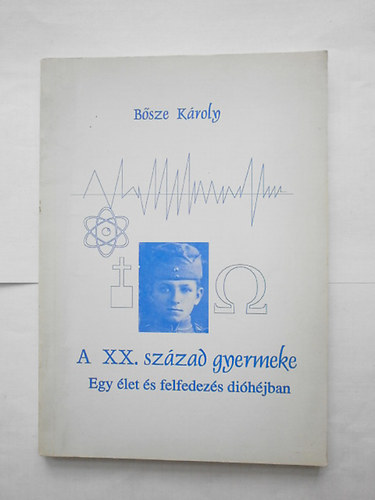 Bősze Károly
Ω
A XX. század gyermeke
Egy élet és felfedezés dióhéjban